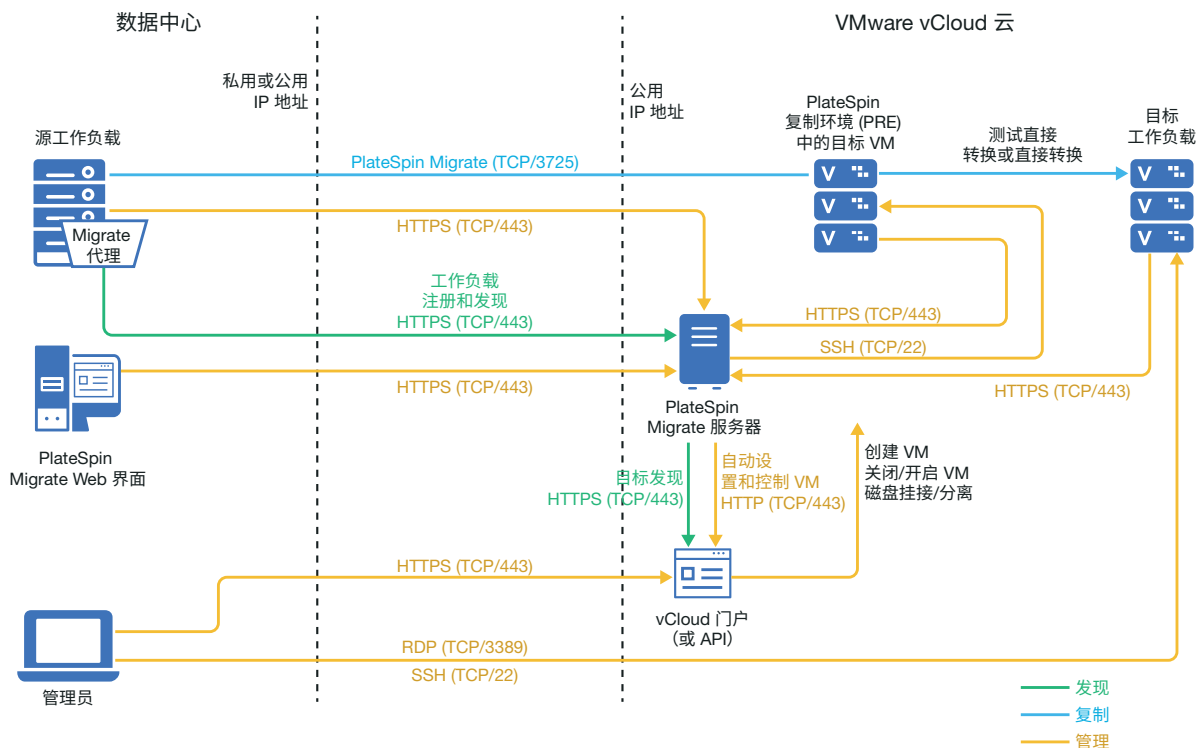 数据中心
VMware vCloud 云
私用或公用
IP 地址
公用
IP 地址
源工作负载
PlateSpin
复制环境 (PRE)
中的目标 VM
目标
工作负载
测试直接
转换或直接转换
PlateSpin Migrate (TCP/3725)
HTTPS (TCP/443)
Migrate
代理
工作负载
注册和发现
HTTPS (TCP/443)
HTTPS (TCP/443)
SSH (TCP/22)
HTTPS (TCP/443)
HTTPS (TCP/443)
PlateSpin
Migrate 服务器
PlateSpin
Migrate Web 界面
目标发现
HTTPS (TCP/443)
自动设
置和控制 VM
HTTP (TCP/443)
创建 VM
关闭/开启 VM
磁盘挂接/分离
HTTPS (TCP/443)
vCloud 门户
(或 API)
RDP (TCP/3389)
SSH (TCP/22)
管理员
发现
复制
管理
V
V
V
V
V
V